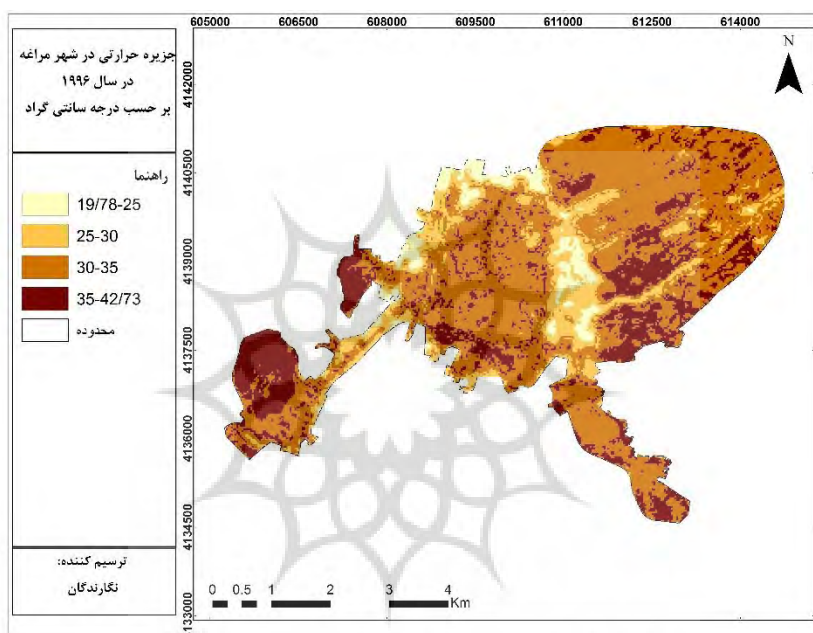 جزیره حرارتی در شهر مراغه
در سال ۱۹۹۶
بر حسب درجه سانتی گراد
راهنما
19/78-25
25-30
30-35
35-42/73
محدوده
ترسیم کننده:
نگارندگان
605000 606500 608000 609500 611000 612500 614000
4142000
4140500
4139000
4137500
4136000
4134500
133000
N
0 0.5 1 2 3 4
Km